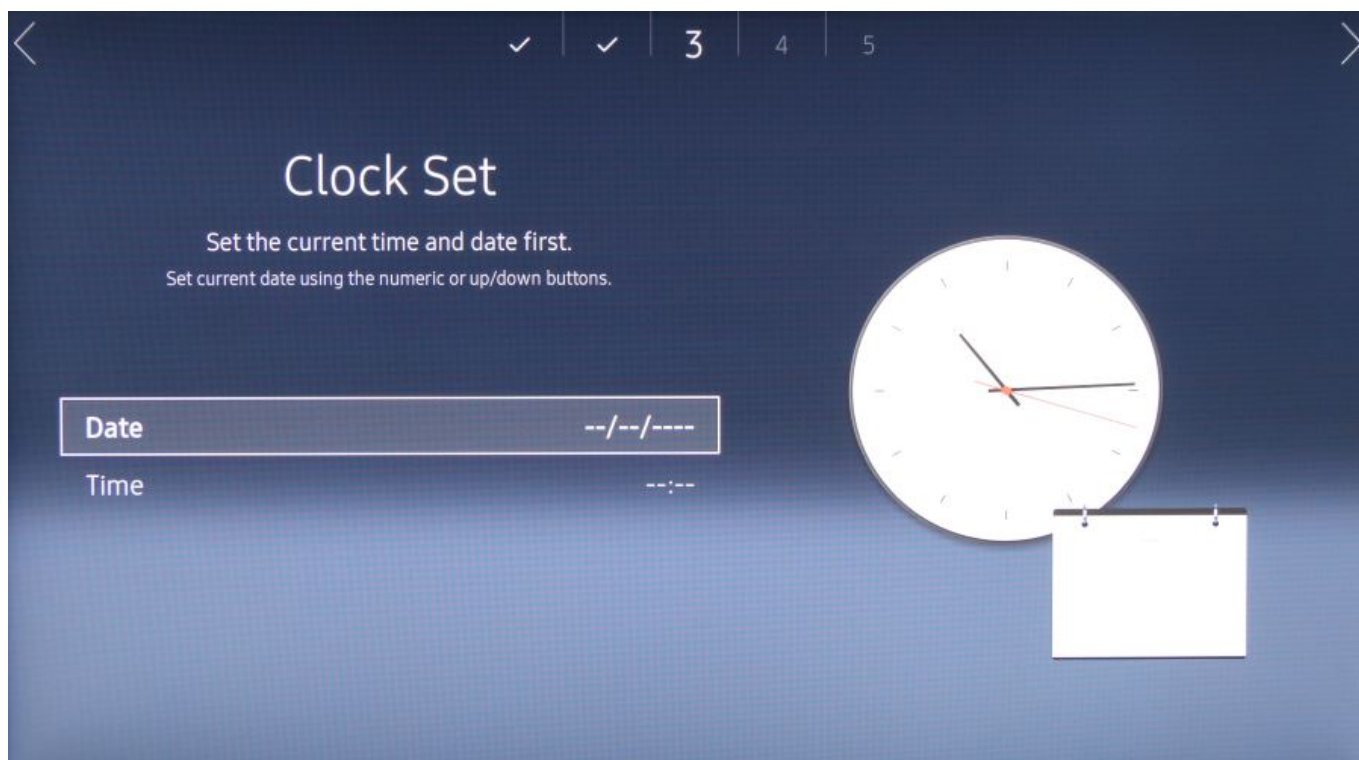 3 4 5
Clock Set
Set the current time and date first.
Set current date using the numeric or up/down buttons.
Date --/--/----
Time --:--